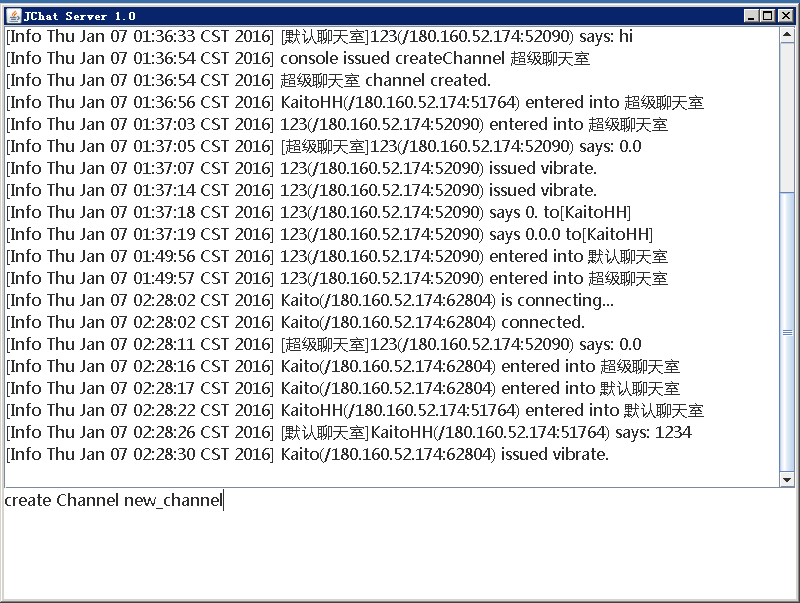 JChat Server 1.0
[Info Thu Jan 07 01:36:33 CST 2016] [默认聊天室]123(/180.160.52.174:52090) says: hi
[Info Thu Jan 07 01:36:54 CST 2016] console issued createChannel 超级聊天室
[Info Thu Jan 07 01:36:54 CST 2016] 超级聊天室 channel created.
[Info Thu Jan 07 01:36:56 CST 2016] KaitoHH(/180.160.52.174:51764) entered into 超级聊天室
[Info Thu Jan 07 01:37:03 CST 2016] 123(/180.160.52.174:52090) entered into 超级聊天室
[Info Thu Jan 07 01:37:05 CST 2016] [超级聊天室]123(/180.160.52.174:52090) says: 0.0
[Info Thu Jan 07 01:37:07 CST 2016] 123(/180.160.52.174:52090) issued vibrate.
[Info Thu Jan 07 01:37:14 CST 2016] 123(/180.160.52.174:52090) issued vibrate.
[Info Thu Jan 07 01:37:18 CST 2016] 123(/180.160.52.174:52090) says 0. to[KaitoHH]
[Info Thu Jan 07 01:37:19 CST 2016] 123(/180.160.52.174:52090) says 0.0.0 to[KaitoHH]
[Info Thu Jan 07 01:49:56 CST 2016] 123(/180.160.52.174:52090) entered into 默认聊天室
[Info Thu Jan 07 01:49:57 CST 2016] 123(/180.160.52.174:52090) entered into 超级聊天室
[Info Thu Jan 07 02:28:02 CST 2016] Kaito(/180.160.52.174:62804) is connecting...
[Info Thu Jan 07 02:28:02 CST 2016] Kaito(/180.160.52.174:62804) connected.
[Info Thu Jan 07 02:28:11 CST 2016] [超级聊天室]123(/180.160.52.174:52090) says: 0.0
[Info Thu Jan 07 02:28:16 CST 2016] Kaito(/180.160.52.174:62804) entered into 超级聊天室
[Info Thu Jan 07 02:28:17 CST 2016] Kaito(/180.160.52.174:62804) entered into 默认聊天室
[Info Thu Jan 07 02:28:22 CST 2016] KaitoHH(/180.160.52.174:51764) entered into 默认聊天室
[Info Thu Jan 07 02:28:26 CST 2016] [默认聊天室]KaitoHH(/180.160.52.174:51764) says: 1234
[Info Thu Jan 07 02:28:30 CST 2016] Kaito(/180.160.52.174:62804) issued vibrate.
create Channel new_channel